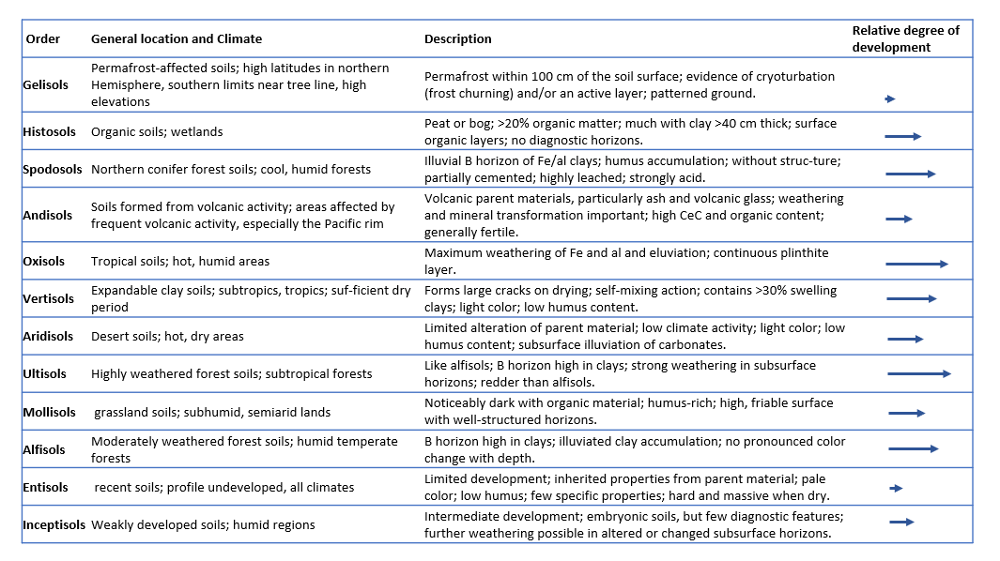 Order General location and Climate Description Relative degree of
development
Gelisols Permafrost-affected soils; high latitudes in northern
Hemisphere, southern limits near tree line, high
elevations
Permafrost within 100 cm of the soil surface; evidence of cryoturbation
(frost churning) and/or an active layer; patterned ground.
Histosols Organic soils; wetlands
Peat or bog; >20% organic matter; much with clay >40 cm thick; surface
organic layers; no diagnostic horizons.
Spodosols Northern conifer forest soils; cool, humid forests
Illuvial B horizon of Fe/al clays; humus accumulation; without struc-ture;
partially cemented; highly leached; strongly acid.
Andisols Soils formed from volcanic activity; areas affected by
frequent volcanic activity, especially the Pacific rim
Volcanic parent materials, particularly ash and volcanic glass; weathering
and mineral transformation important; high CeC and organic content;
generally fertile.
Oxisols Tropical soils; hot, humid areas
Maximum weathering of Fe and al and eluviation; continuous plinthite
layer.
Vertisols Expandable clay soils; subtropics, tropics; suf-ficient dry
period
Forms large cracks on drying; self-mixing action; contains >30% swelling
clays; light color; low humus content.
Aridisols Desert soils; hot, dry areas
Limited alteration of parent material; low climate activity; light color; low
humus content; subsurface illuviation of carbonates.
Ultisols Highly weathered forest soils; subtropical forests
Like alfisols; B horizon high in clays; strong weathering in subsurface
horizons; redder than alfisols.
Mollisols grassland soils; subhumid, semiarid lands
Noticeably dark with organic material; humus-rich; high, friable surface
with well-structured horizons.
Alfisols Moderately weathered forest soils; humid temperate
forests
B horizon high in clays; illuviated clay accumulation; no pronounced color
change with depth.
Entisols recent soils; profile undeveloped, all climates
Limited development; inherited properties from parent material; pale
color; low humus; few specific properties; hard and massive when dry.
Inceptisols Weakly developed soils; humid regions
Intermediate development; embryonic soils, but few diagnostic features;
further weathering possible in altered or changed subsurface horizons.